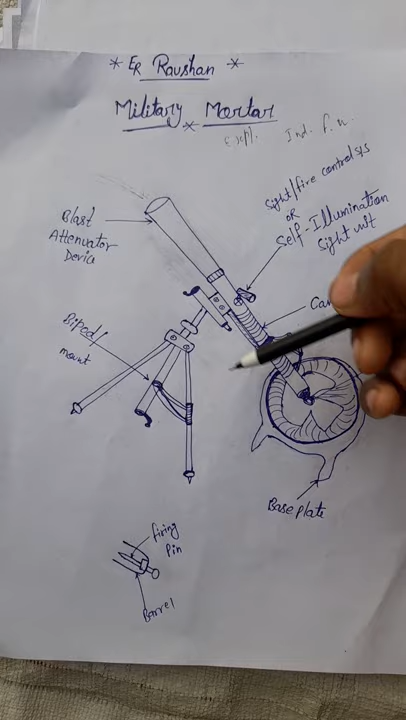 * ER Raushan *
Military Mortar
Sight/fire control sys
OR
Self-Illumination
Sight unit
Blast
Attenuator
Device
Bipod/
mount
Base plate
firing
Pin
Barrel